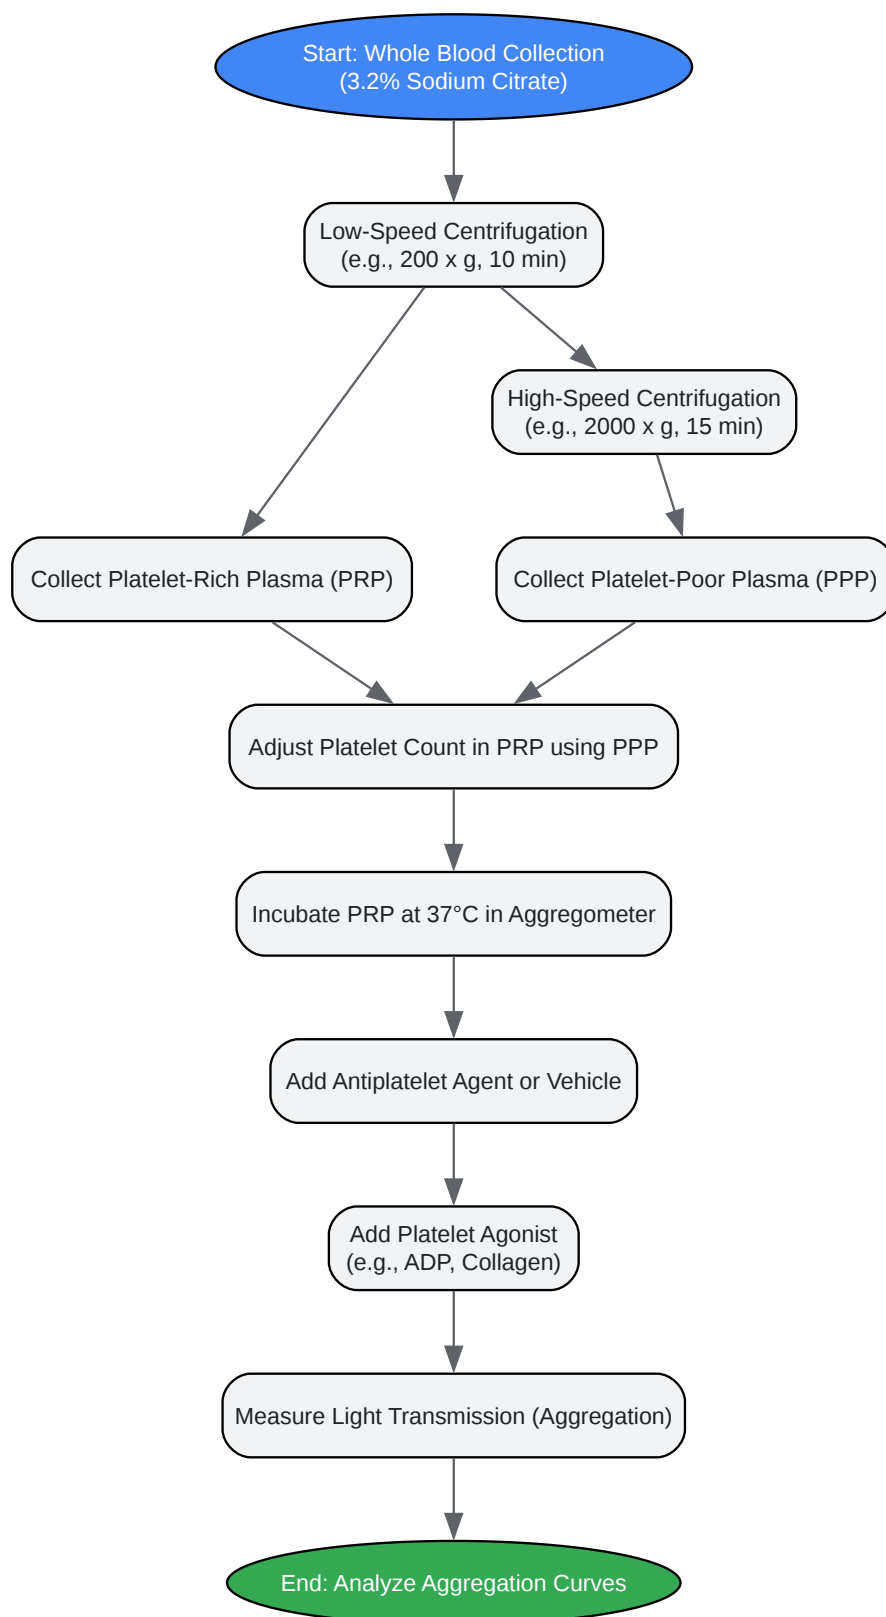 Start: Whole Blood Collection
(3.2% Sodium Citrate)
Low-Speed Centrifugation
(e.g., 200 x g, 10 min)
High-Speed Centrifugation
(e.g., 2000 x g, 15 min)
Collect Platelet-Rich Plasma (PRP)
Collect Platelet-Poor Plasma (PPP)
Adjust Platelet Count in PRP using PPP
Incubate PRP at 37°C in Aggregometer
Add Antiplatelet Agent or Vehicle
Add Platelet Agonist
(e.g., ADP, Collagen)
Measure Light Transmission (Aggregation)
End: Analyze Aggregation Curves